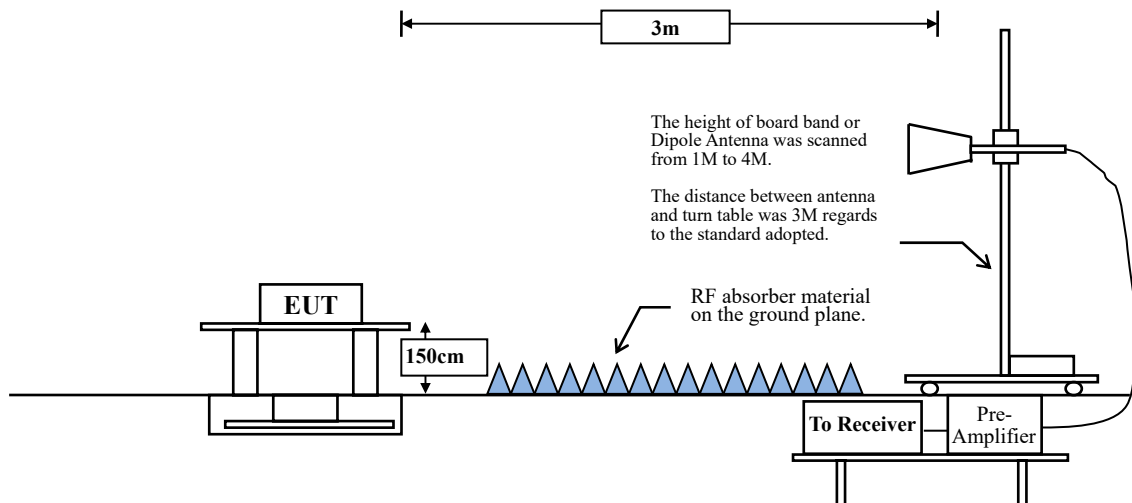 3m
The height of board band or
Dipole Antenna was scanned
from 1M to 4M.
The distance between antenna
and turn table was 3M regards
to the standard adopted.
EUT
RF absorber material
on the ground plane.
150cm
To Receiver
Pre-
Amplifier